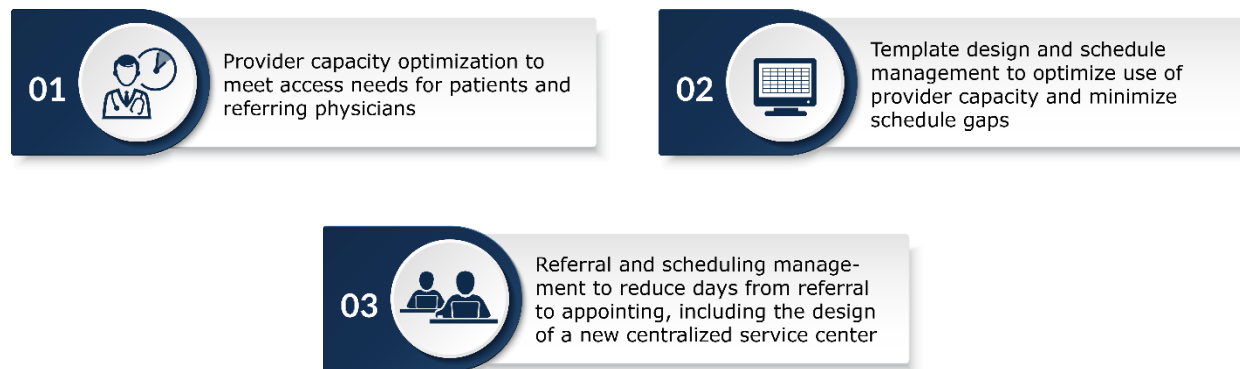 01
Provider capacity optimization to
meet access needs for patients and
referring physicians
02
Template design and schedule
management to optimize use of
provider capacity and minimize
schedule gaps
03
Referral and scheduling manage-
ment to reduce days from referral
to appointing, including the design
of a new centralized service center